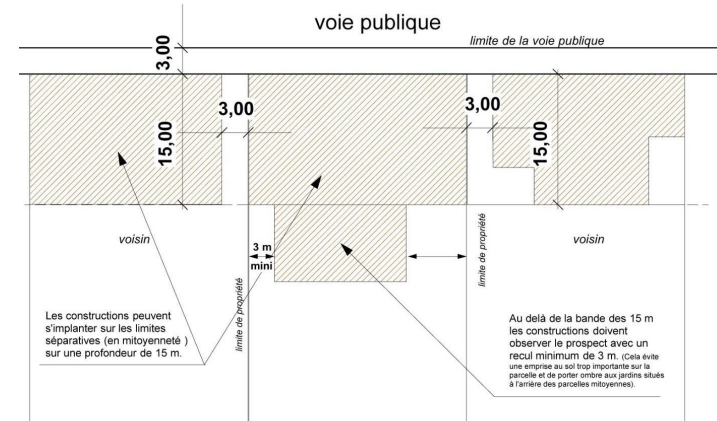 voie publique
limite de la voie publique
3,00
3,00
3,00
15,00
15,00
voisin
3 m
mini
voisin
limite de propriété
limite de propriété
Les constructions peuvent
s'implanter sur les limites
séparatives (en mitoyenneté )
sur une profondeur de 15 m.
Au delà de la bande des 15 m
les constructions doivent
observer le prospect avec un
recul minimum de 3 m. (Cela évite
une emprise au sol trop importante sur la
parcelle et de porter ombre aux jardins situés
à l'arrière des parcelles mitoyennes).